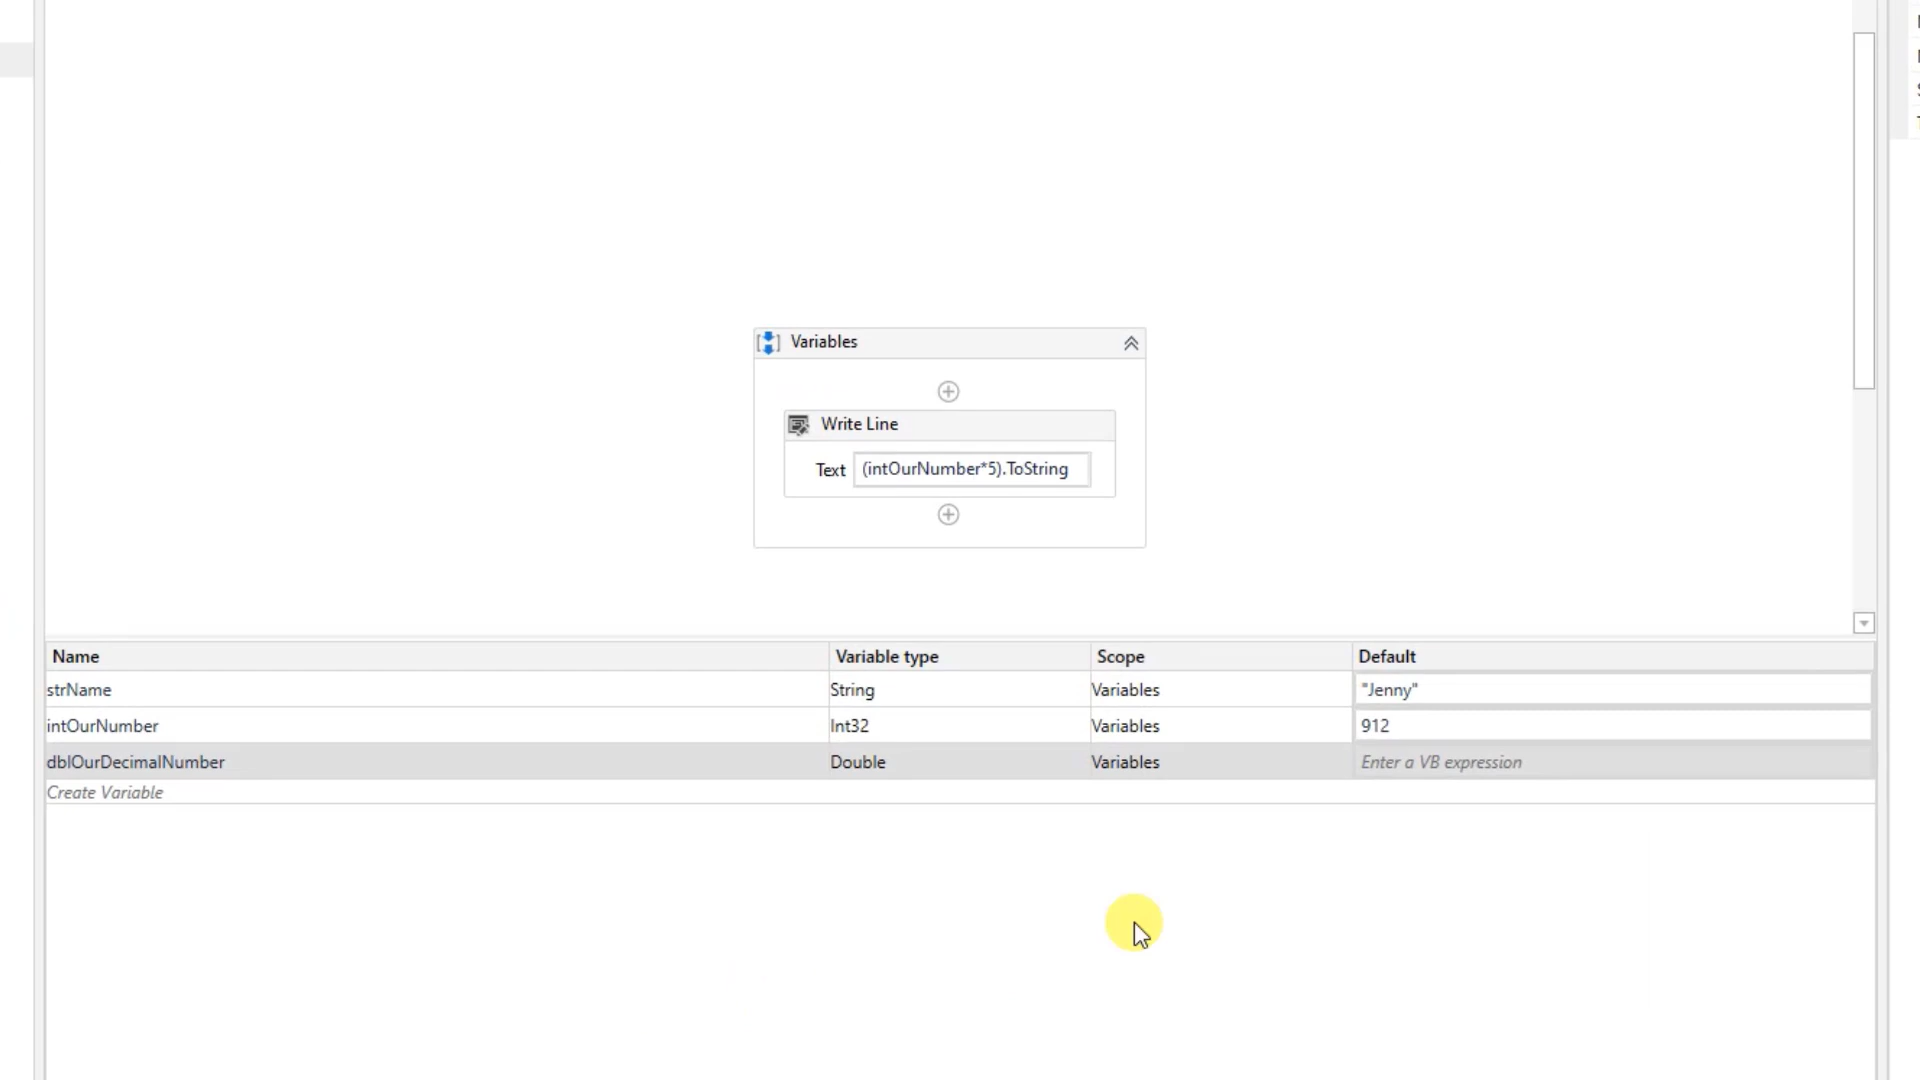 Variables
Write Line
Text (intOurNumber*5).ToString
Name Variable type Scope Default
strName String Variables "Jenny"
intOurNumber Int32 Variables 912
dblOurDecimalNumber Double Variables Enter a VB expression
Create Variable